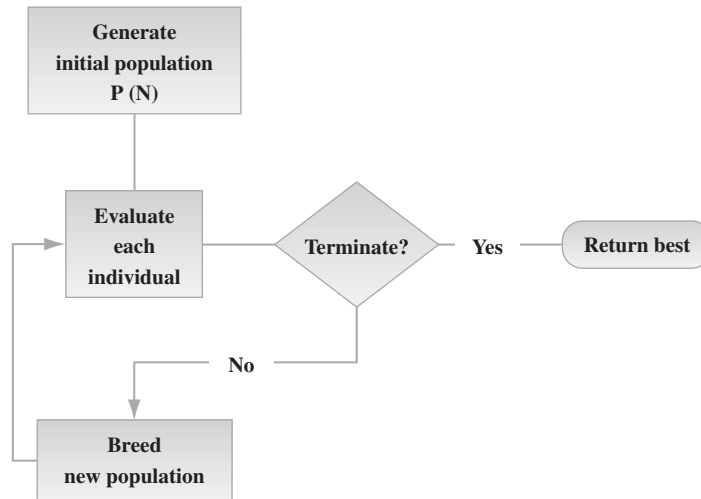 Generate
initial population
P (N)
Evaluate
each
individual
Terminate?
Yes
Return best
No
Breed
new population